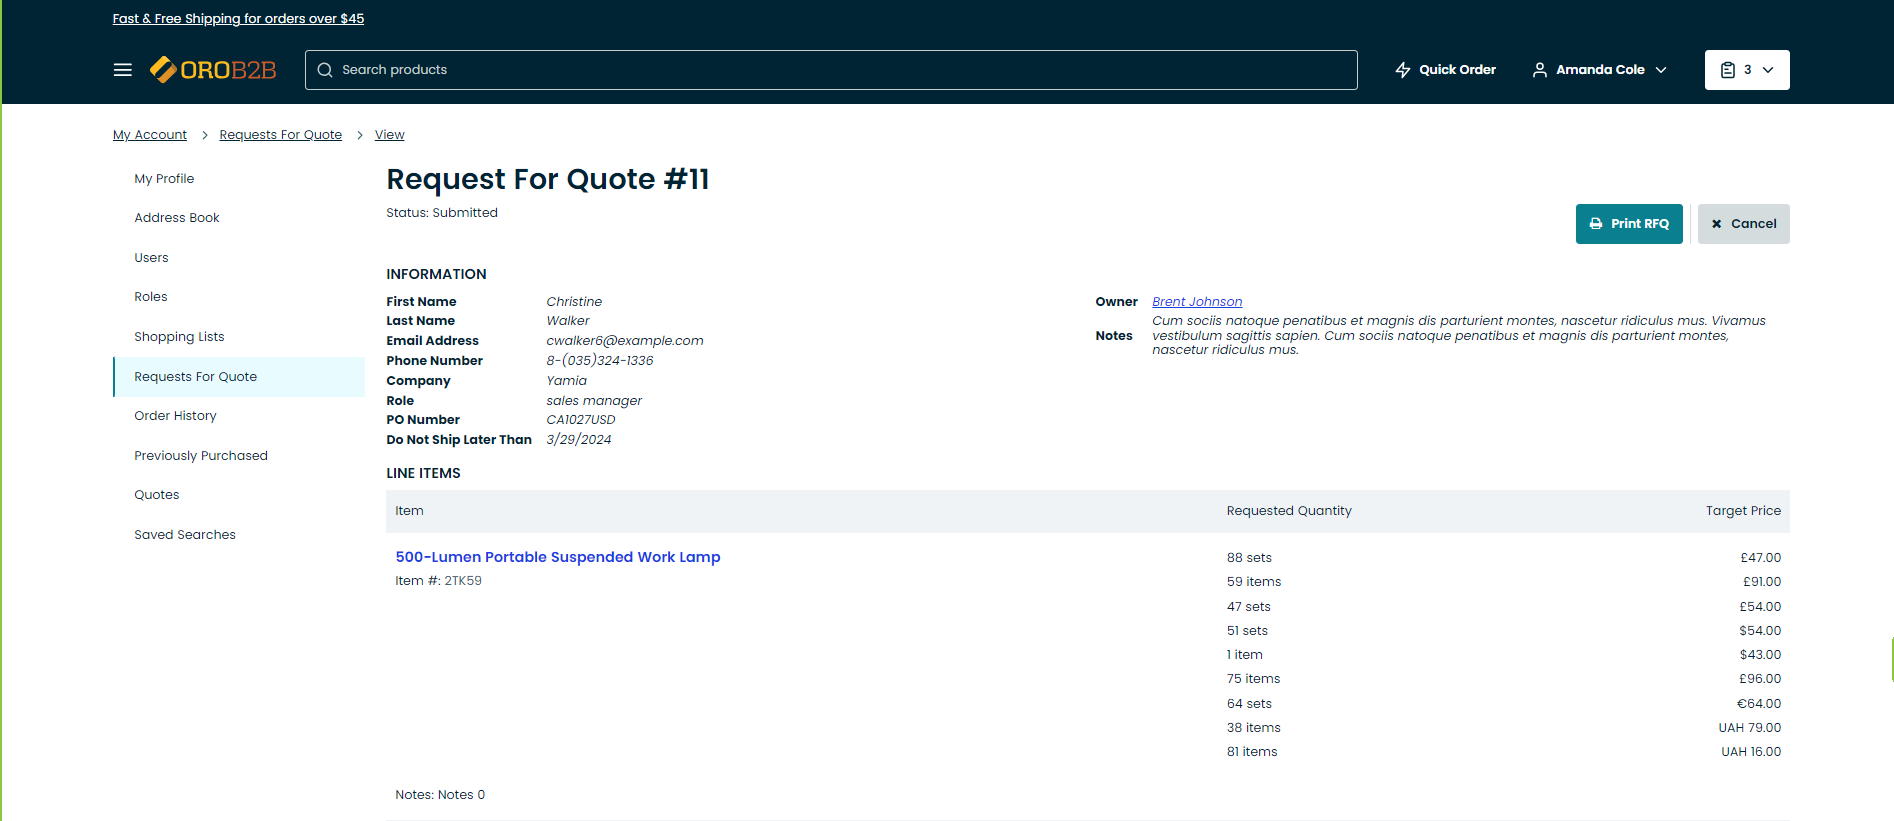 Fast & Free Shipping for orders over $45
OROB2B
Search products
Quick Order
Amanda Cole
3
My Account > Requests For Quote > View
My Profile
Address Book
Users
Roles
Shopping Lists
Requests For Quote
Order History
Previously Purchased
Quotes
Saved Searches
Request For Quote #11
Status: Submitted
Print RFQ
Cancel
INFORMATION
First Name Christine
Last Name Walker
Email Address cwalker6@example.com
Phone Number 8-(035)324-1336
Company Yamia
Role sales manager
PO Number CA1027USD
Do Not Ship Later Than 3/29/2024
Owner Brent Johnson
Notes Cum sociis natoque penatibus et magnis dis parturient montes, nascetur ridiculus mus. Vivamus
vestibulum sagittis sapien. Cum sociis natoque penatibus et magnis dis parturient montes,
nascetur ridiculus mus.
LINE ITEMS
Item Requested Quantity Target Price
500-Lumen Portable Suspended Work Lamp
Item #: 2TK59
88 sets £47.00
59 items £91.00
47 sets £54.00
51 sets $54.00
1 item $43.00
75 items £96.00
64 sets €64.00
38 items UAH 79.00
81 items UAH 16.00
Notes: Notes 0